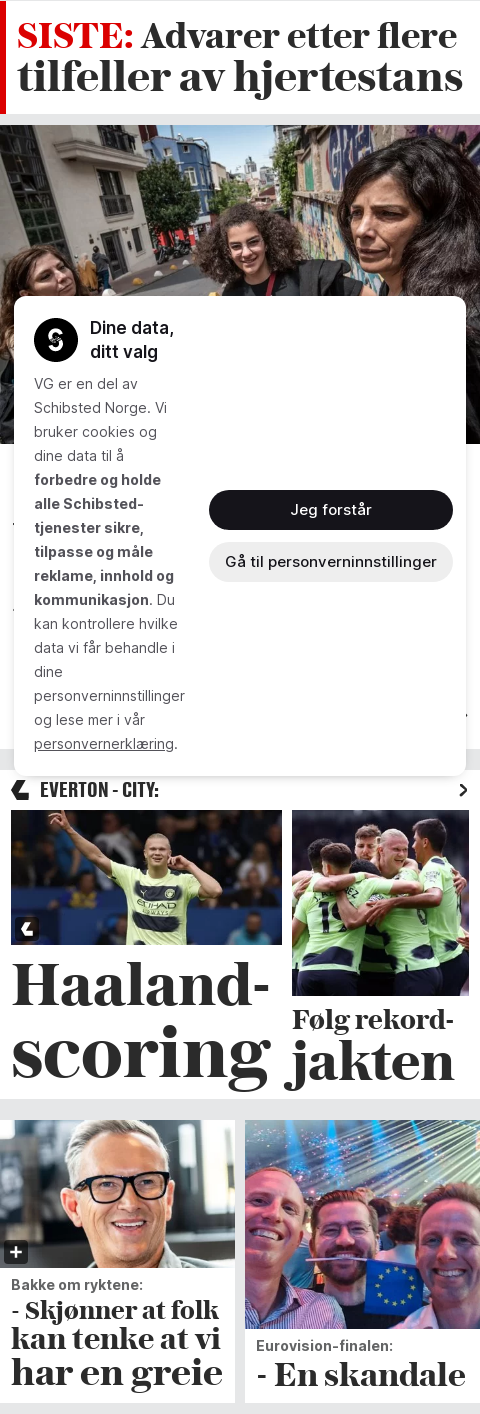 SISTE: Advarer etter flere
tilfeller av hjertestans
Dine data,
ditt valg
VG er en del av
Schibsted Norge. Vi
bruker cookies og
dine data til å
forbedre og holde
alle Schibsted-
tjenester sikre,
tilpasse og måle
reklame, innhold og
kommunikasjon. Du
kan kontrollere hvilke
data vi får behandle i
dine
personverninnstillinger
og lese mer i vår
personvernerklæring.
Jeg forstår
Gå til personverninnstillinger
EVERTON - CITY:
Haaland-
scoring
Følg rekord-
jakten
Bakke om ryktene:
- Skjønner at folk
kan tenke at vi
har en greie
Eurovision-finalen:
- En skandale